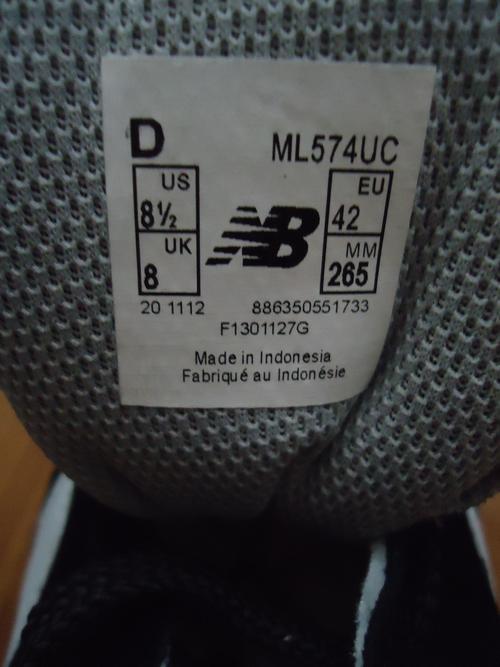 D
ML574UC
US
8½
UK
8
NB
EU
42
MM
265
20 1112
886350551733
F1301127G
Made in Indonesia
Fabriqué au Indonésie